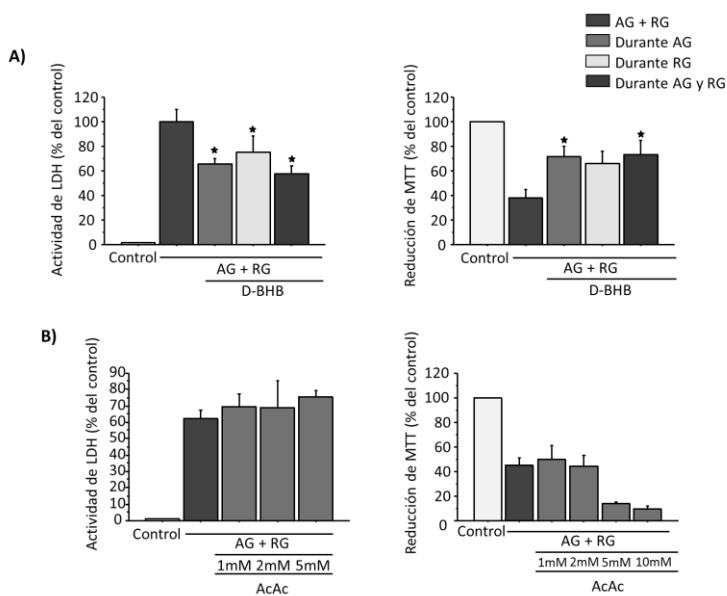 AG + RG
Durante AG
Durante RG
Durante AG y RG
A)
Actividad de LDH (% del control)
120
100
80
60
40
20
0
Control
AG + RG
D-BHB
Reducción de MTT (% del control)
120
100
80
60
40
20
0
Control
AG + RG
D-BHB
B)
Actividad de LDH (% del control)
90
80
70
60
50
40
30
20
10
0
Control
AG + RG
1mM 2mM 5mM
AcAc
Reducción de MTT (% del control)
120
100
80
60
40
20
0
Control
AG + RG
1mM 2mM 5mM 10mM
AcAc